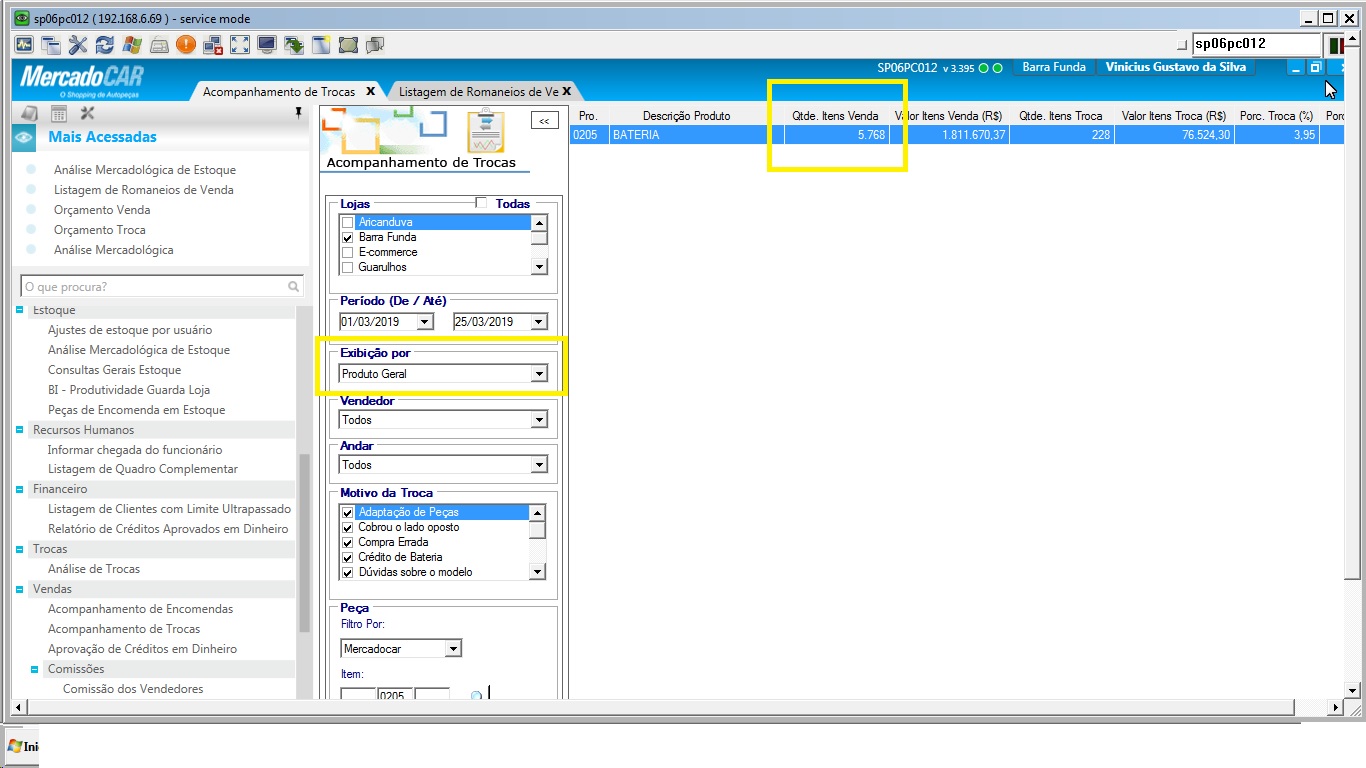 sp06pc012 ( 192.168.6.69 ) - service mode
sp06pc012
MercadoCAR
O Shopping da Autopeças
SP06PC012 v 3.395
Barra Funda
Vinicius Gustavo da Silva
Acompanhamento de Trocas X
Listagem de Romaneios de Ve X
Mais Acessadas
Análise Mercadológica de Estoque
Listagem de Romaneios de Venda
Orçamento Venda
Orçamento Troca
Análise Mercadológica
O que procura?
Estoque
Ajustes de estoque por usuário
Análise Mercadológica de Estoque
Consultas Gerais Estoque
BI - Produtividade Guarda Loja
Peças de Encomenda em Estoque
Recursos Humanos
Informar chegada do funcionário
Listagem de Quadro Complementar
Financeiro
Listagem de Clientes com Limite Ultrapassado
Relatório de Créditos Aprovados em Dinheiro
Trocas
Análise de Trocas
Vendas
Acompanhamento de Encomendas
Acompanhamento de Trocas
Aprovação de Créditos em Dinheiro
Comissões
Comissão dos Vendedores
<<
Acompanhamento de Trocas
Lojas
Todas
Aricanduva
Barra Funda
E-commerce
Guarulhos
Período (De / Até)
01/03/2019
25/03/2019
Exibição por
Produto Geral
Vendedor
Todos
Andar
Todos
Motivo da Troca
Adaptação de Peças
Cobrou o lado oposto
Compra Errada
Crédito de Bateria
Dúvidas sobre o modelo
Peça
Filtro Por:
Mercadocar
Item:
0205
Pro. Descrição Produto Qtde. Itens Venda Valor Itens Venda (R$) Qtde. Itens Troca Valor Itens Troca (R$) Porc. Troca (%) Porc
0205 BATERIA 5.768 1.811.670,37 228 76.524,30 3,95
Ini